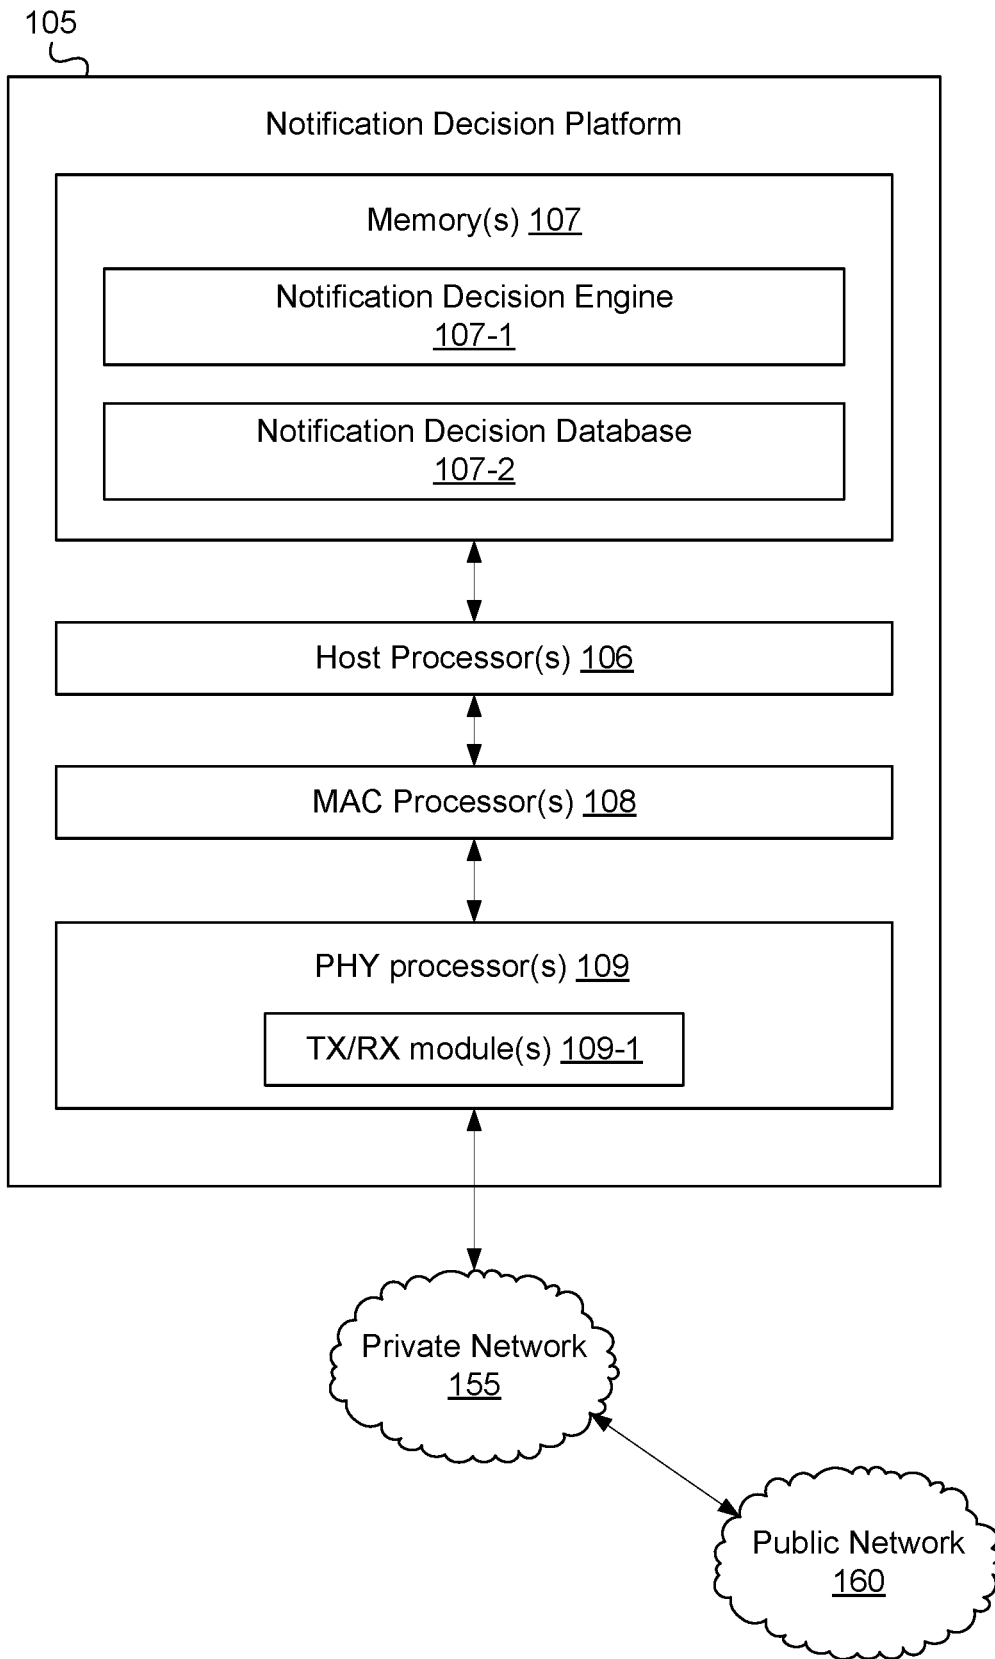 105
Notification Decision Platform
Memory(s) 107
Notification Decision Engine
107-1
Notification Decision Database
107-2
Host Processor(s) 106
MAC Processor(s) 108
PHY processor(s) 109
TX/RX module(s) 109-1
Private Network
155
Public Network
160